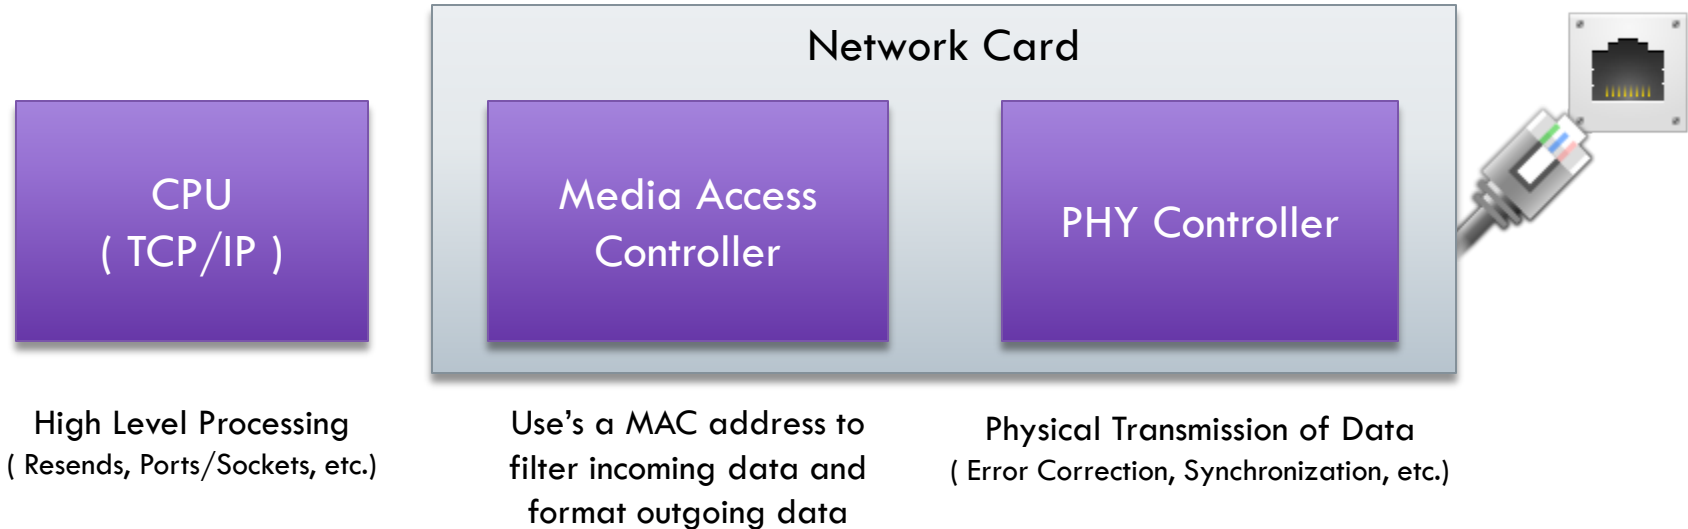 Network Card
CPU
( TCP/IP )
Media Access
Controller
PHY Controller
High Level Processing
( Resends, Ports/Sockets, etc.)
Use’s a MAC address to
filter incoming data and
format outgoing data
Physical Transmission of Data
( Error Correction, Synchronization, etc.)